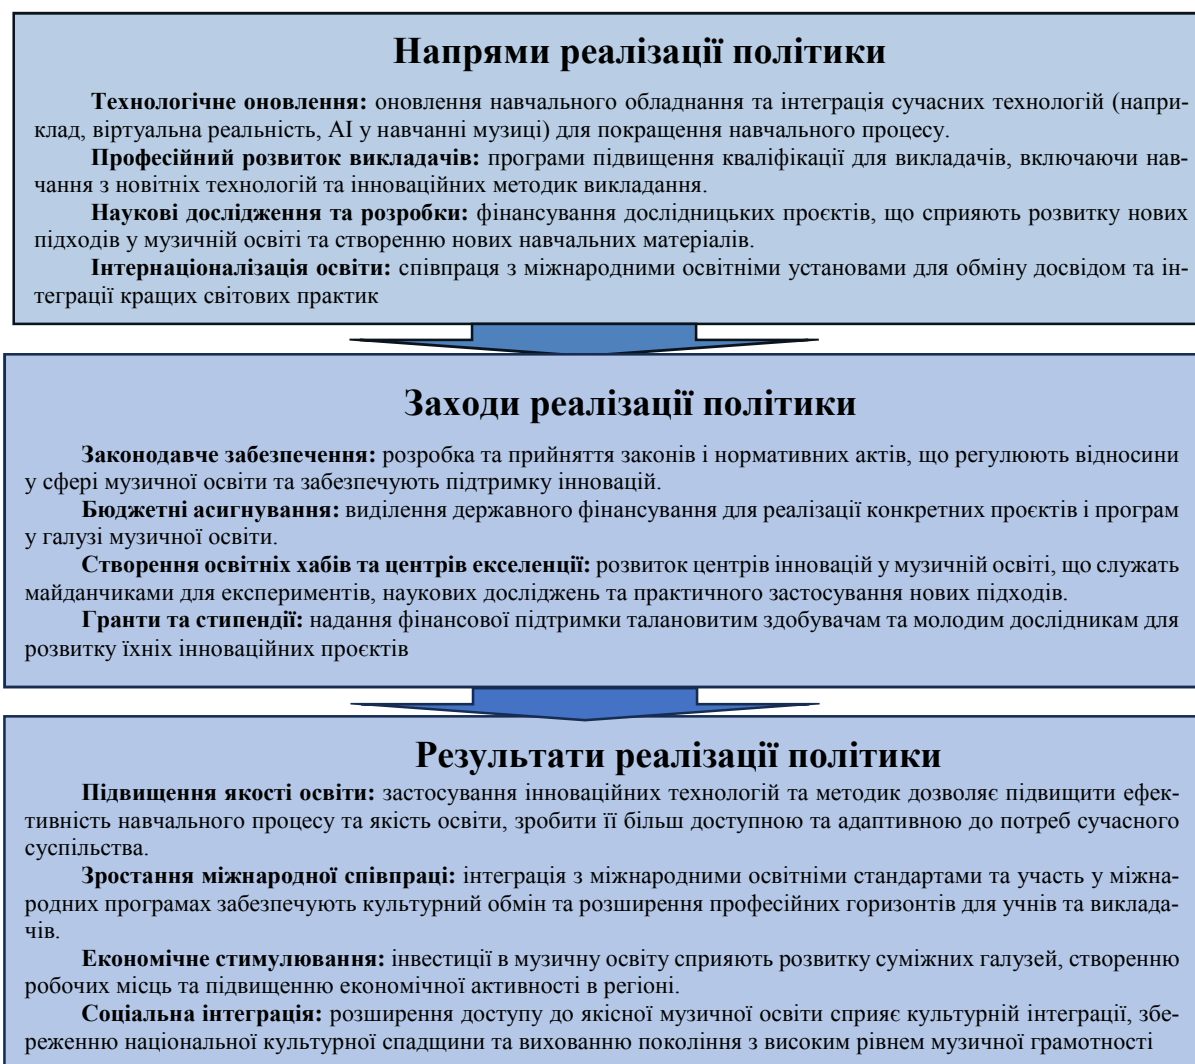 Напрями реалізації політики
Технологічне оновлення: оновлення навчального обладнання та інтеграція сучасних технологій (наприк-
лад, віртуальна реальність, AI у навчанні музиці) для покращення навчального процесу.
Професійний розвиток викладачів: програми підвищення кваліфікації для викладачів, включаючи нав-
чання з новітніх технологій та інноваційних методик викладання.
Наукові дослідження та розробки: фінансування дослідницьких проєктів, що сприяють розвитку нових
підходів у музичній освіті та створенню нових навчальних матеріалів.
Інтернаціоналізація освіти: співпраця з міжнародними освітніми установами для обміну досвідом та ін-
теграції кращих світових практик
Заходи реалізації політики
Законодавче забезпечення: розробка та прийняття законів і нормативних актів, що регулюють відносини
у сфері музичної освіти та забезпечують підтримку інновацій.
Бюджетні асигнування: виділення державного фінансування для реалізації конкретних проєктів і програм
у галузі музичної освіти.
Створення освітніх хабів та центрів екселенції: розвиток центрів інновацій у музичній освіті, що служать
майданчиками для експериментів, наукових досліджень та практичного застосування нових підходів.
Гранти та стипендії: надання фінансової підтримки талановитим здобувачам та молодим дослідникам для
розвитку їхніх інноваційних проєктів
Результати реалізації політики
Підвищення якості освіти: застосування інноваційних технологій та методик дозволяє підвищити ефек-
тивність навчального процесу та якість освіти, зробити її більш доступною та адаптивною до потреб сучасного
суспільства.
Зростання міжнародної співпраці: інтеграція з міжнародними освітніми стандартами та участь у міжна-
родних програмах забезпечують культурний обмін та розширення професійних горизонтів для учнів та виклада-
чів.
Економічне стимулювання: інвестиції в музичну освіту сприяють розвитку суміжних галузей, створенню
робочих місць та підвищенню економічної активності в регіоні.
Соціальна інтеграція: розширення доступу до якісної музичної освіти сприяє культурній інтеграції, збе-
реженню національної культурної спадщини та вихованню покоління з високим рівнем музичної грамотності